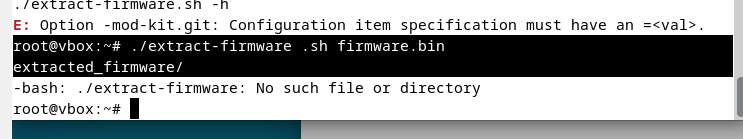 ./extract-firmware.sh -h
E: Option -mod-kit.git: Configuration item specification must have an =<val>.
root@vbox:~# ./extract-firmware .sh firmware.bin
extracted_firmware/
-bash: ./extract-firmware: No such file or directory
root@vbox:~#